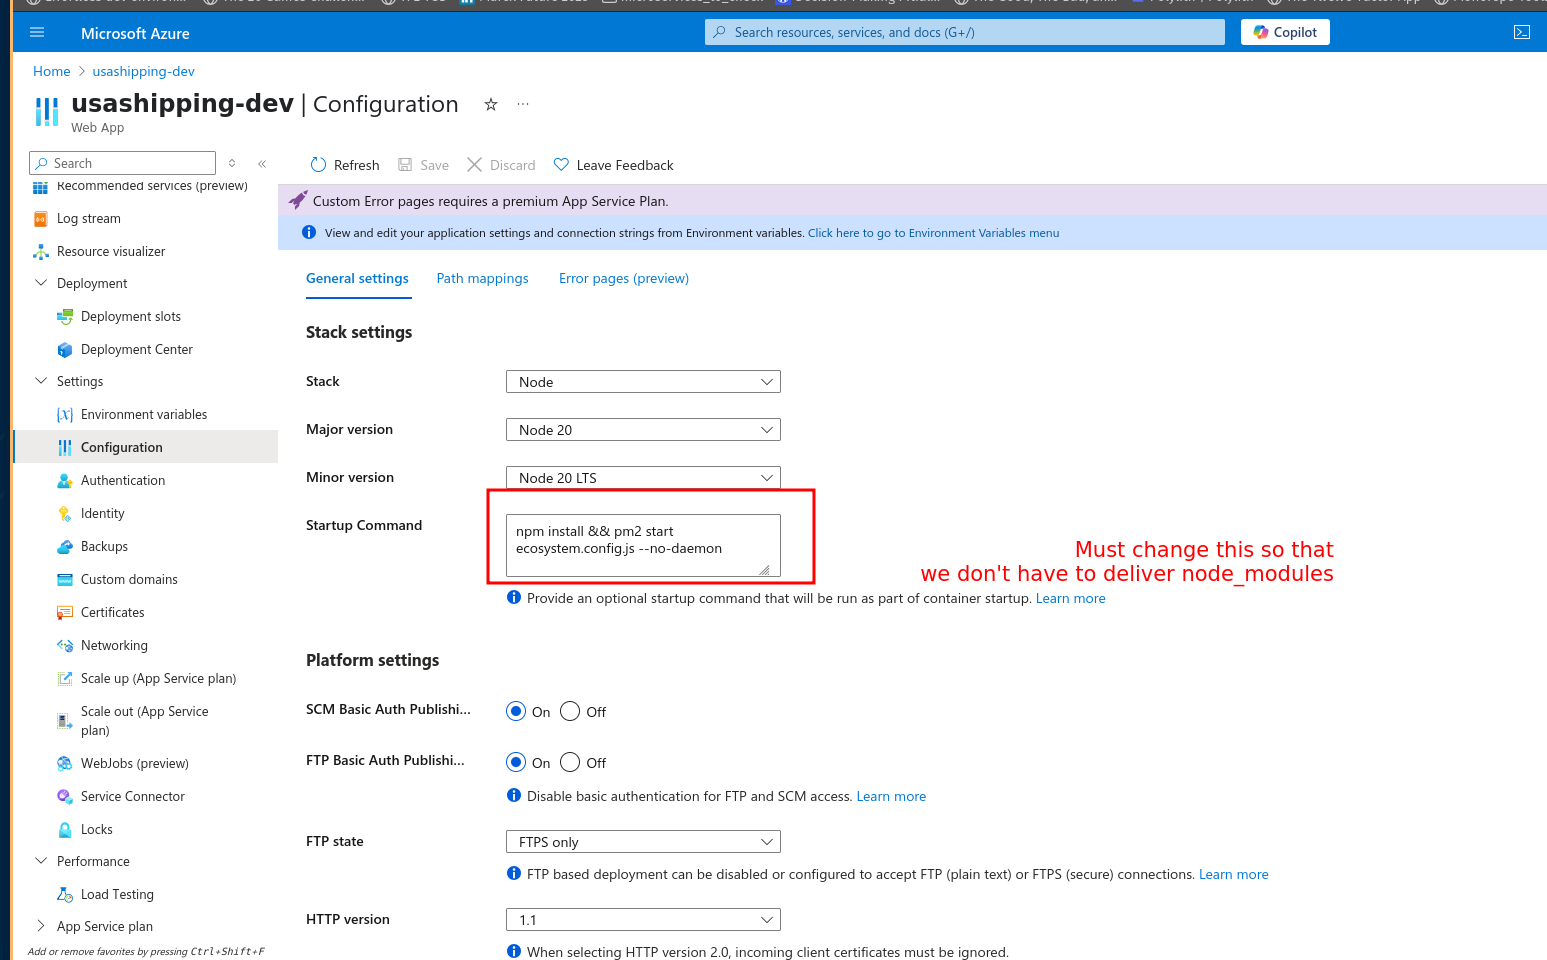 Microsoft Azure
Search resources, services, and docs (G+/)
Copilot
Home > usashipping-dev
usashipping-dev | Configuration
Web App
Search
Refresh
Save
Discard
Leave Feedback
Recommended services (preview)
Log stream
Resource visualizer
Deployment
Deployment slots
Deployment Center
Settings
Environment variables
Configuration
Authentication
Identity
Backups
Custom domains
Certificates
Networking
Scale up (App Service plan)
Scale out (App Service
plan)
WebJobs (preview)
Service Connector
Locks
Performance
Load Testing
App Service plan
Add or remove favorites by pressing Ctrl+Shift+F
Custom Error pages requires a premium App Service Plan.
View and edit your application settings and connection strings from Environment variables. Click here to go to Environment Variables menu
General settings
Path mappings
Error pages (preview)
Stack settings
Stack
Node
Major version
Node 20
Minor version
Node 20 LTS
Startup Command
npm install && pm2 start
ecosystem.config.js --no-daemon
Must change this so that
we don't have to deliver node_modules
Provide an optional startup command that will be run as part of container startup. Learn more
Platform settings
SCM Basic Auth Publishi...
On
Off
FTP Basic Auth Publishi...
On
Off
Disable basic authentication for FTP and SCM access. Learn more
FTP state
FTPS only
FTP based deployment can be disabled or configured to accept FTP (plain text) or FTPS (secure) connections. Learn more
HTTP version
1.1
When selecting HTTP version 2.0, incoming client certificates must be ignored.